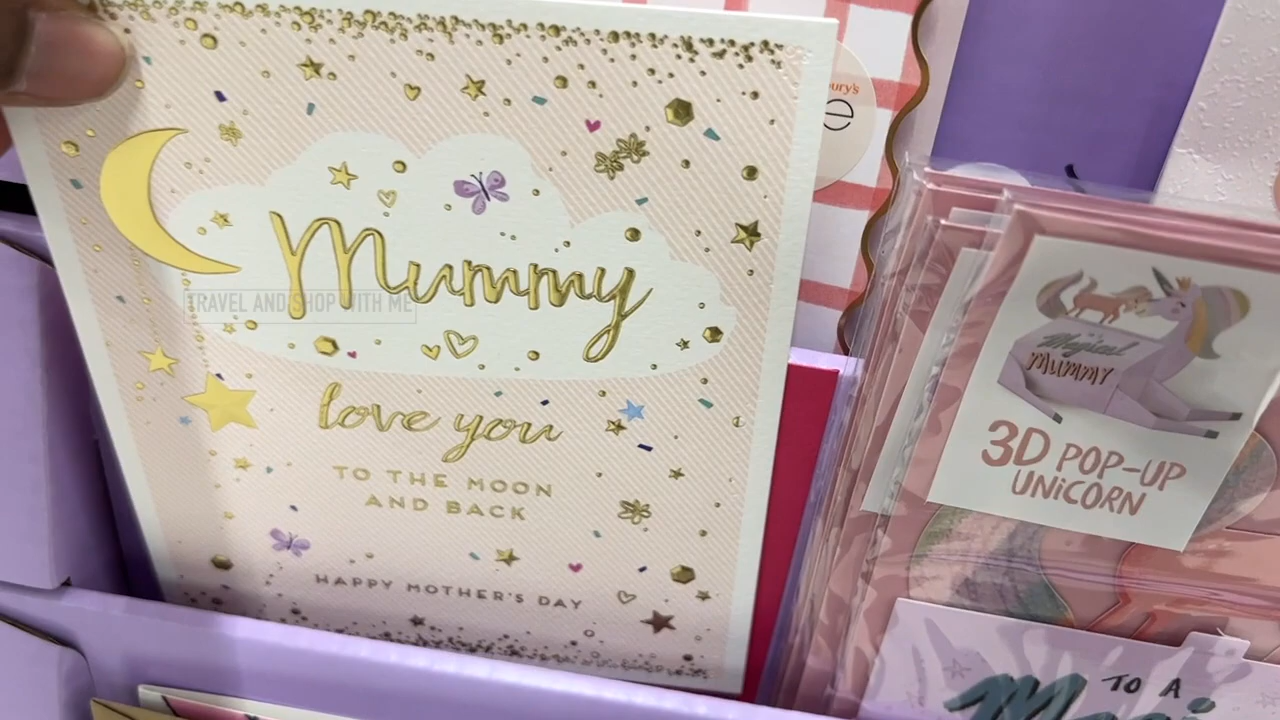 Mummy
TRAVEL AND SHOP WITH ME
love you
TO THE MOON
AND BACK
HAPPY MOTHER'S DAY
ury's
e
Magical
MUMMY
3D POP-UP
UNiCORN
TO A